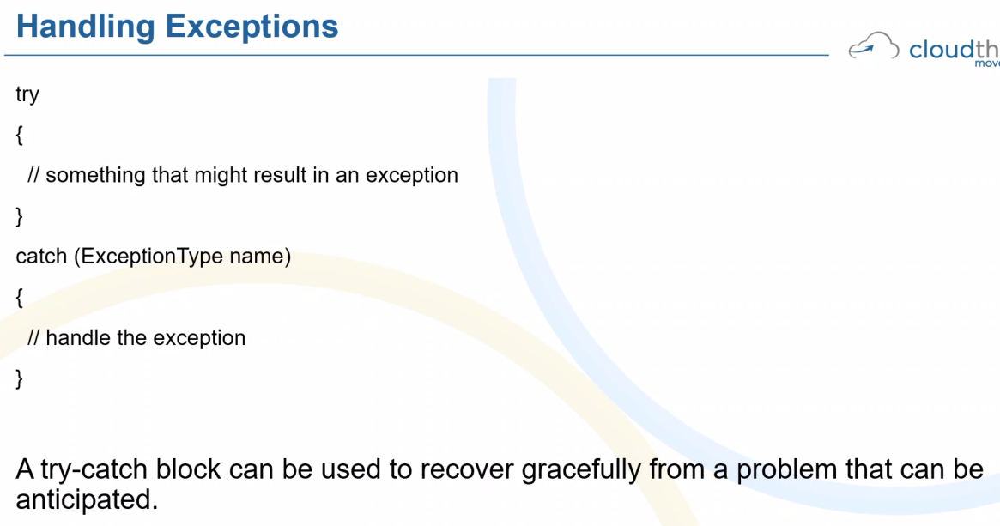 Handling Exceptions
cloudth
move
try
{
// something that might result in an exception
}
catch (ExceptionType name)
{
// handle the exception
}
A try-catch block can be used to recover gracefully from a problem that can be
anticipated.